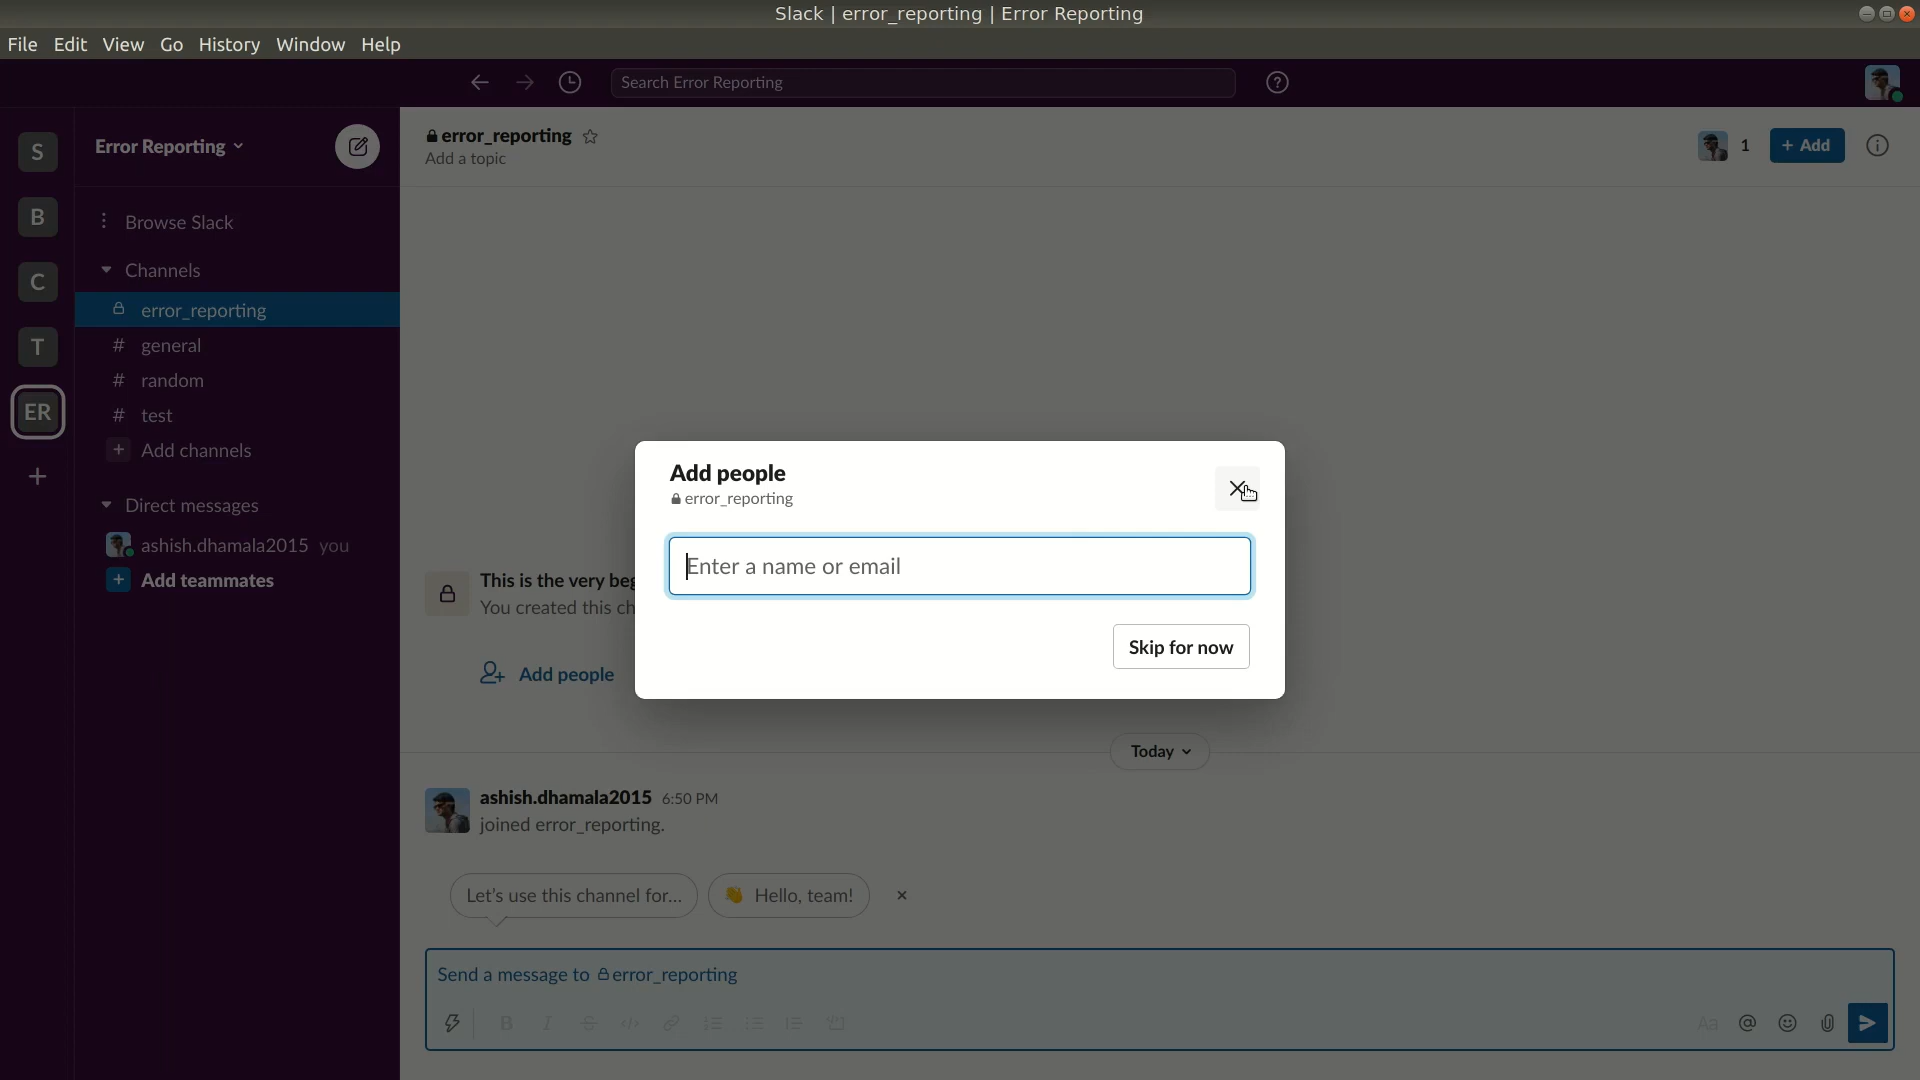 Slack | error_reporting | Error Reporting
File Edit View Go History Window Help
Search Error Reporting
S
B
C
T
ER
Error Reporting
Browse Slack
Channels
error_reporting
# general
# random
# test
+ Add channels
Direct messages
ashish.dhamala2015 you
+ Add teammates
error_reporting
Add a topic
1
+ Add
This is the very beg
You created this ch
Add people
Add people
error_reporting
Enter a name or email
Skip for now
Today
ashish.dhamala2015 6:50 PM
joined error_reporting.
Let's use this channel for...
👋 Hello, team!
Send a message to error_reporting
B I S </>
Aa @